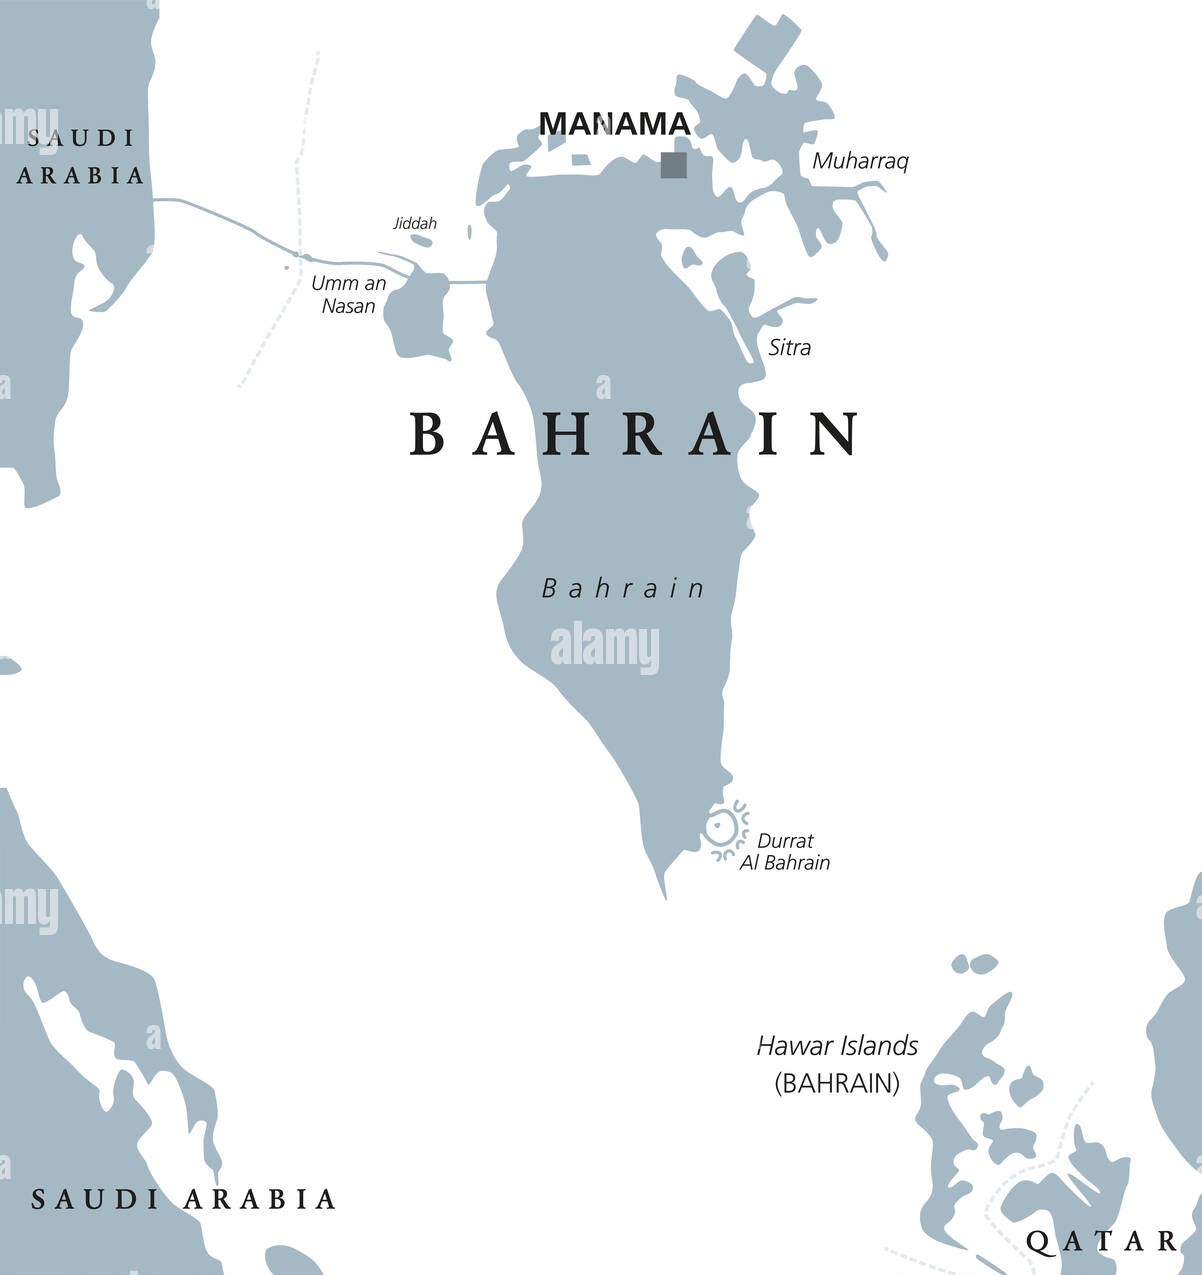 MANAMA
SAUDI
ARABIA
Muharraq
Jiddah
Umm an
Nasan
Sitra
BAHRAIN
Bahrain
alamy
Durrat
Al Bahrain
amy
Hawar Islands
(BAHRAIN)
SAUDI ARABIA
QATAR